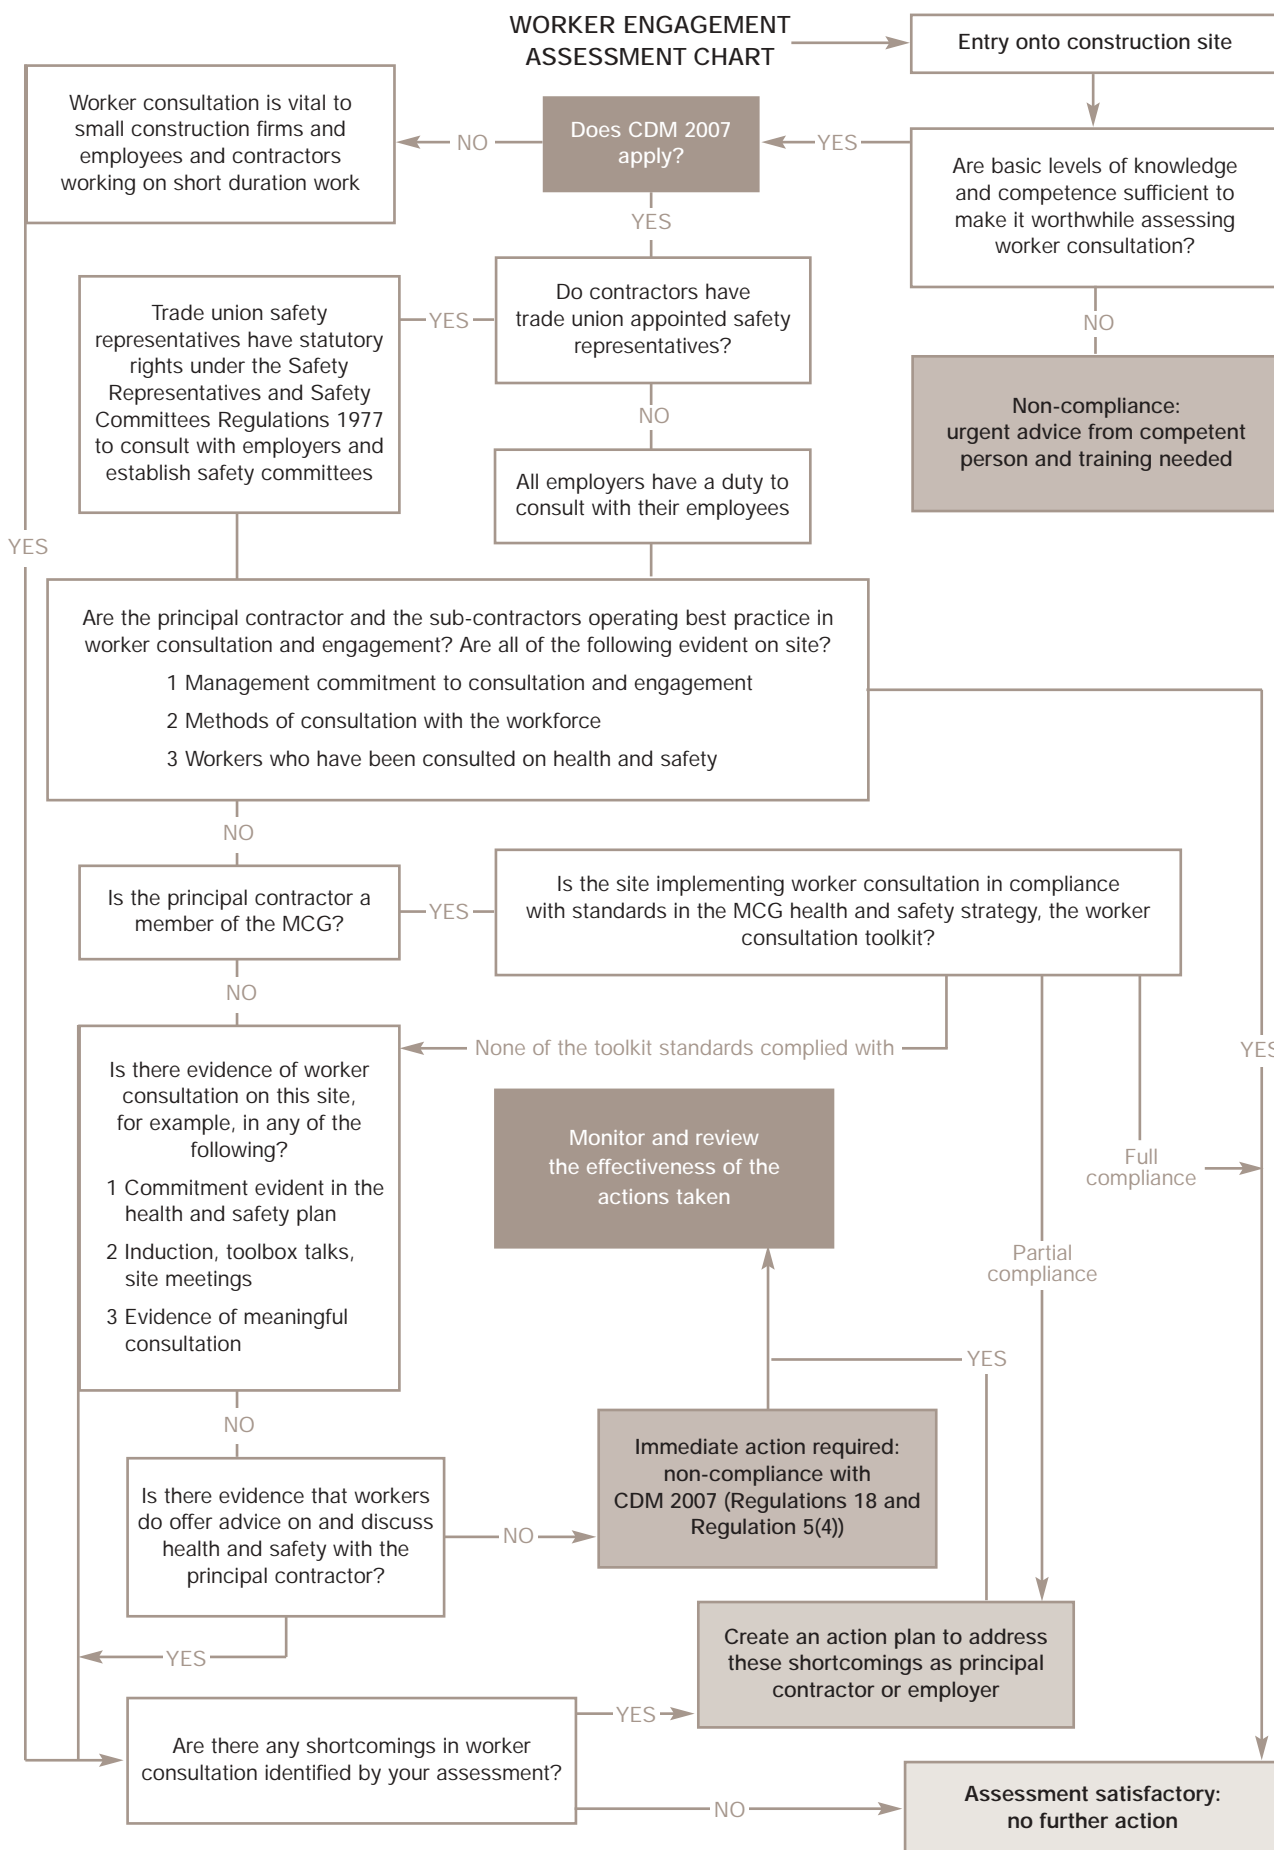 WORKER ENGAGEMENT
ASSESSMENT CHART
Entry onto construction site
Worker consultation is vital to
small construction firms and
employees and contractors
working on short duration work
NO
Does CDM 2007
apply?
YES
Are basic levels of knowledge
and competence sufficient to
make it worthwhile assessing
worker consultation?
YES
NO
Trade union safety
representatives have statutory
rights under the Safety
Representatives and Safety
Committees Regulations 1977
to consult with employers and
establish safety committees
YES
Do contractors have
trade union appointed safety
representatives?
NO
Non-compliance:
urgent advice from competent
person and training needed
All employers have a duty to
consult with their employees
YES
Are the principal contractor and the sub-contractors operating best practice in
worker consultation and engagement? Are all of the following evident on site?
1 Management commitment to consultation and engagement
2 Methods of consultation with the workforce
3 Workers who have been consulted on health and safety
NO
Is the principal contractor a
member of the MCG?
YES
Is the site implementing worker consultation in compliance
with standards in the MCG health and safety strategy, the worker
consultation toolkit?
NO
None of the toolkit standards complied with
YES
Is there evidence of worker
consultation on this site,
for example, in any of the
following?
1 Commitment evident in the
health and safety plan
2 Induction, toolbox talks,
site meetings
3 Evidence of meaningful
consultation
Monitor and review
the effectiveness of the
actions taken
Full
compliance
Partial
compliance
YES
NO
Immediate action required:
non-compliance with
CDM 2007 (Regulations 18 and
Regulation 5(4))
Is there evidence that workers
do offer advice on and discuss
health and safety with the
principal contractor?
NO
YES
Create an action plan to address
these shortcomings as principal
contractor or employer
YES
Are there any shortcomings in worker
consultation identified by your assessment?
NO
Assessment satisfactory:
no further action